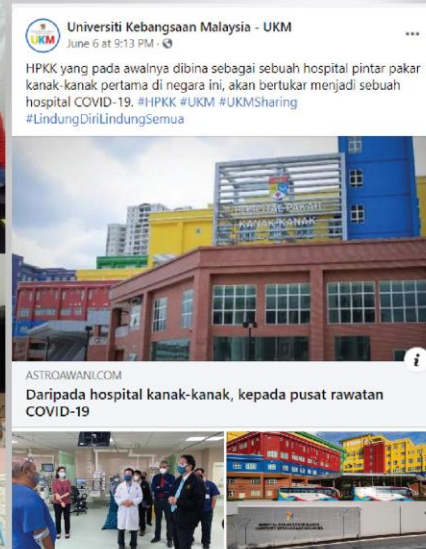 UKM
Universiti Kebangsaan Malaysia - UKM
June 6 at 9:13 PM ·
HPKK yang pada awalnya dibina sebagai sebuah hospital pintar pakar
kanak-kanak pertama di negara ini, akan bertukar menjadi sebuah
hospital COVID-19. #HPKK #UKM #UKMSharing
#LindungDiriLindungSemua
HOSPITAL PAKAR
KANAK-KANAK
i
ASTROAWANI.COM
Daripada hospital kanak-kanak, kepada pusat rawatan
COVID-19